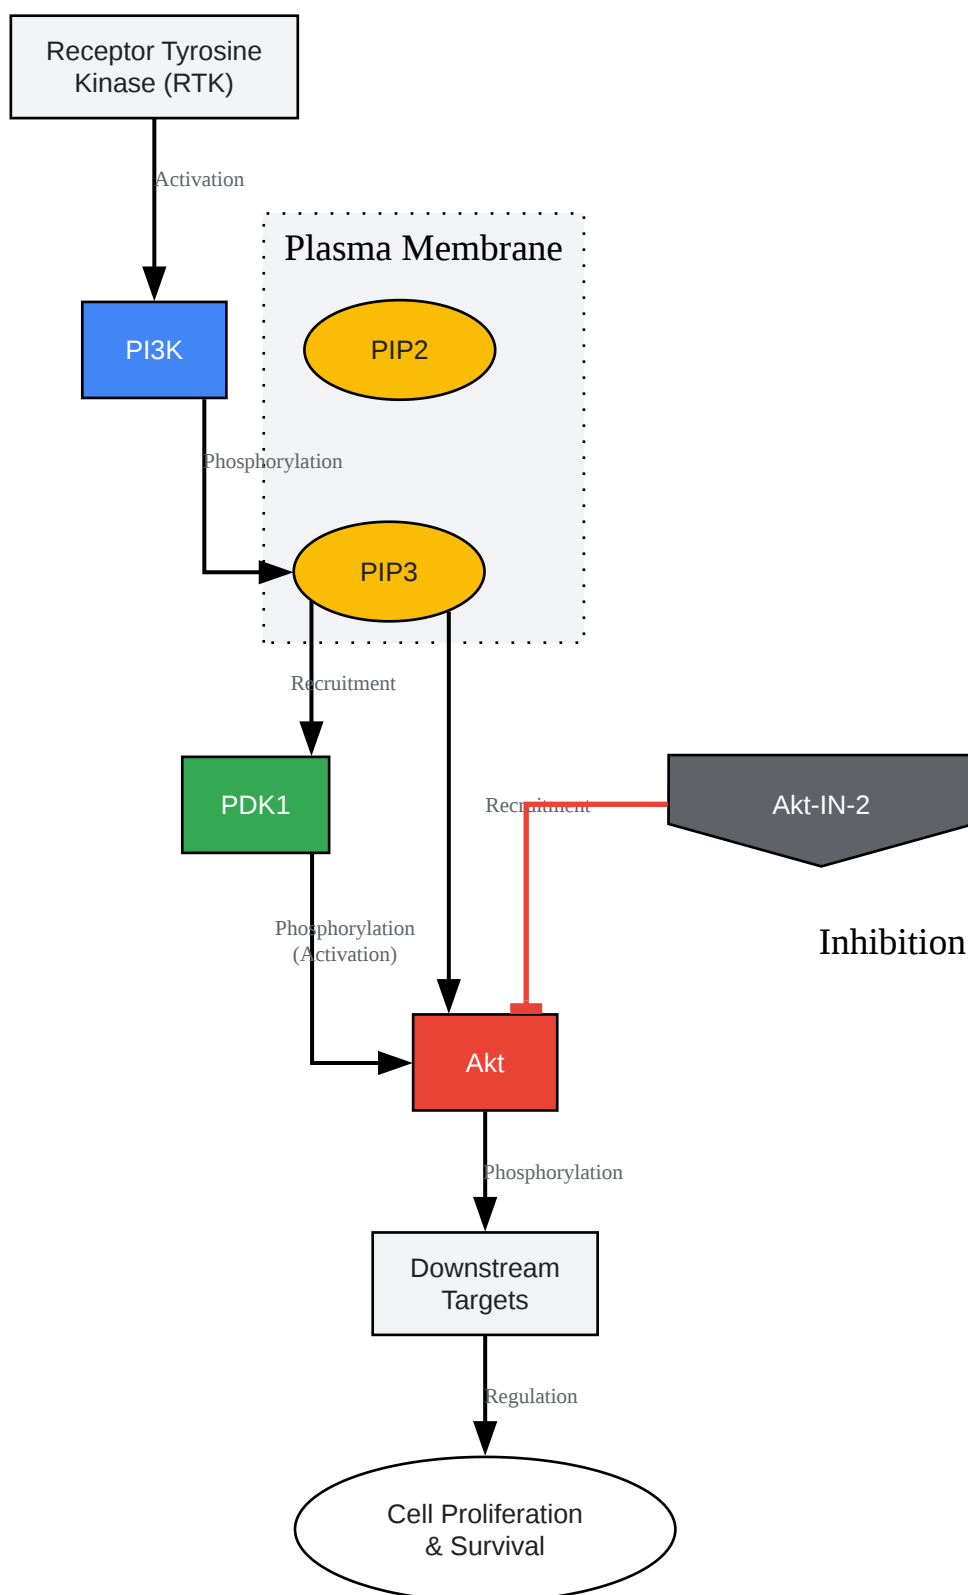 Receptor Tyrosine
Kinase (RTK)
Activation
Plasma Membrane
PI3K
PIP2
Phosphorylation
PIP3
Recruitment
PDK1
Recruitment
Akt-IN-2
Phosphorylation
(Activation)
Inhibition
Akt
Phosphorylation
Downstream
Targets
Regulation
Cell Proliferation
& Survival